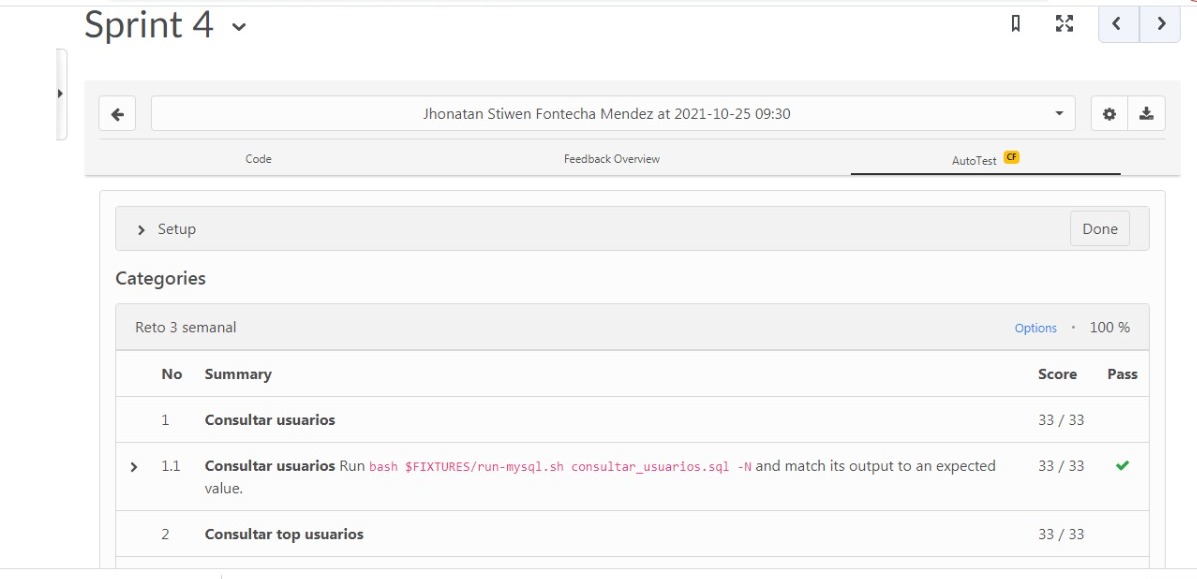 Sprint 4
Jhonatan Stiwen Fontecha Mendez at 2021-10-25 09:30
Code
Feedback Overview
AutoTest CF
Setup
Done
Categories
Reto 3 semanal
Options • 100 %
No Summary Score Pass
1 Consultar usuarios 33 / 33
1.1 Consultar usuarios Run bash $FIXTURES/run-mysql.sh consultar_usuarios.sql -N and match its output to an expected 33 / 33
value.
2 Consultar top usuarios 33 / 33